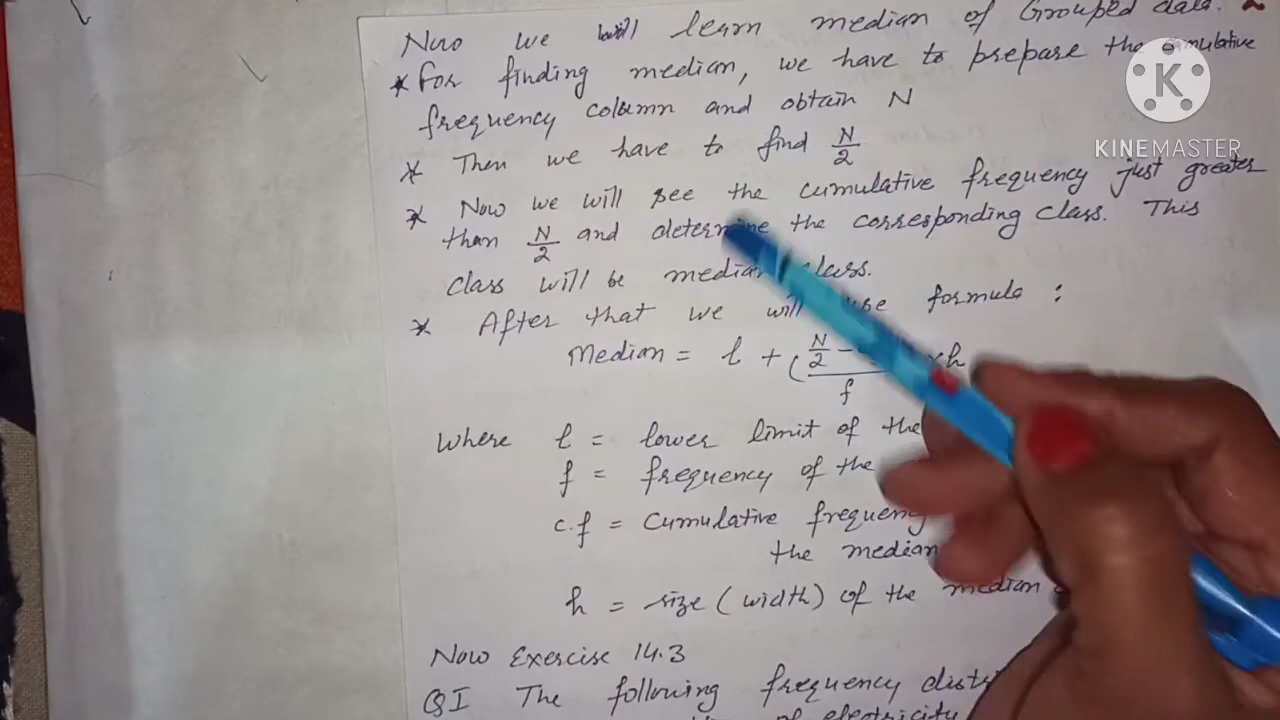 Now we will learn median of Grouped data.
* For finding median, we have to prepare the cumulative
frequency column and obtain N
* Then we have to find N/2
* Now we will see the cumulative frequency just greater
than N/2 and determine the corresponding class. This
class will be median class.
* After that we will use formula :
Median = l + (N/2 - × h
f
Where l = lower limit of the
f = frequency of the
c.f = Cumulative frequency
the median
h = size (width) of the median
Now Exercise 14.3
Q1 The following frequency
of electricity
K
KINEMASTER